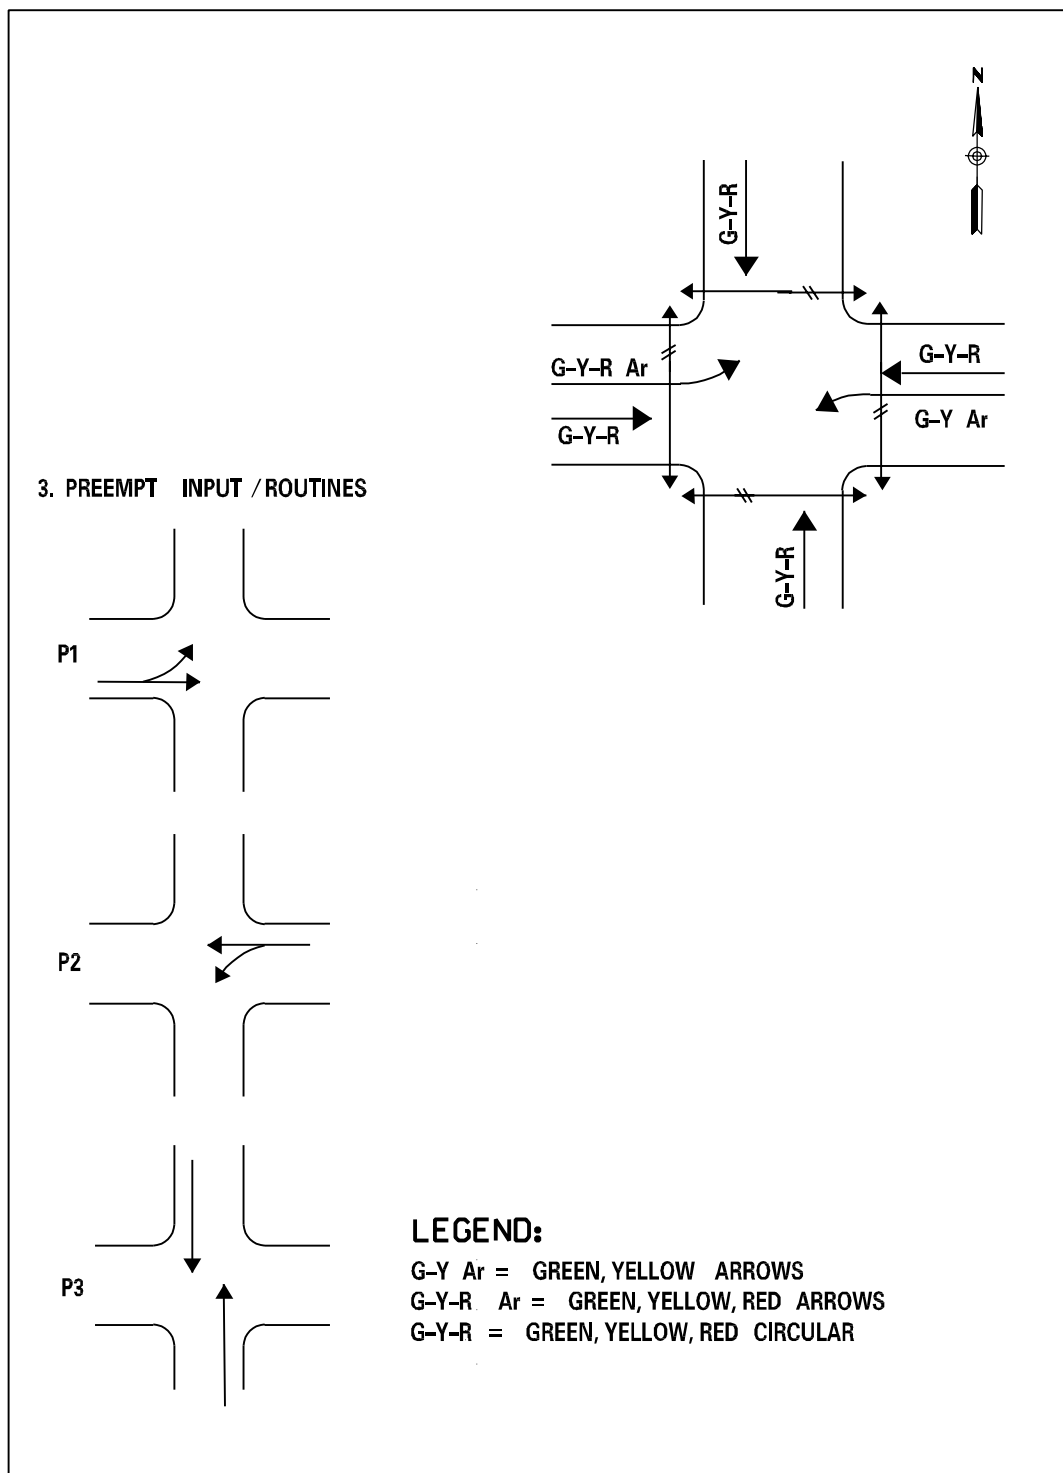 N
G-Y-R
G-Y-R Ar
G-Y-R
G-Y-R
G-Y Ar
G-Y-R
3. PREEMPT INPUT / ROUTINES
P1
P2
P3
LEGEND:
G-Y Ar = GREEN, YELLOW ARROWS
G-Y-R Ar = GREEN, YELLOW, RED ARROWS
G-Y-R = GREEN, YELLOW, RED CIRCULAR